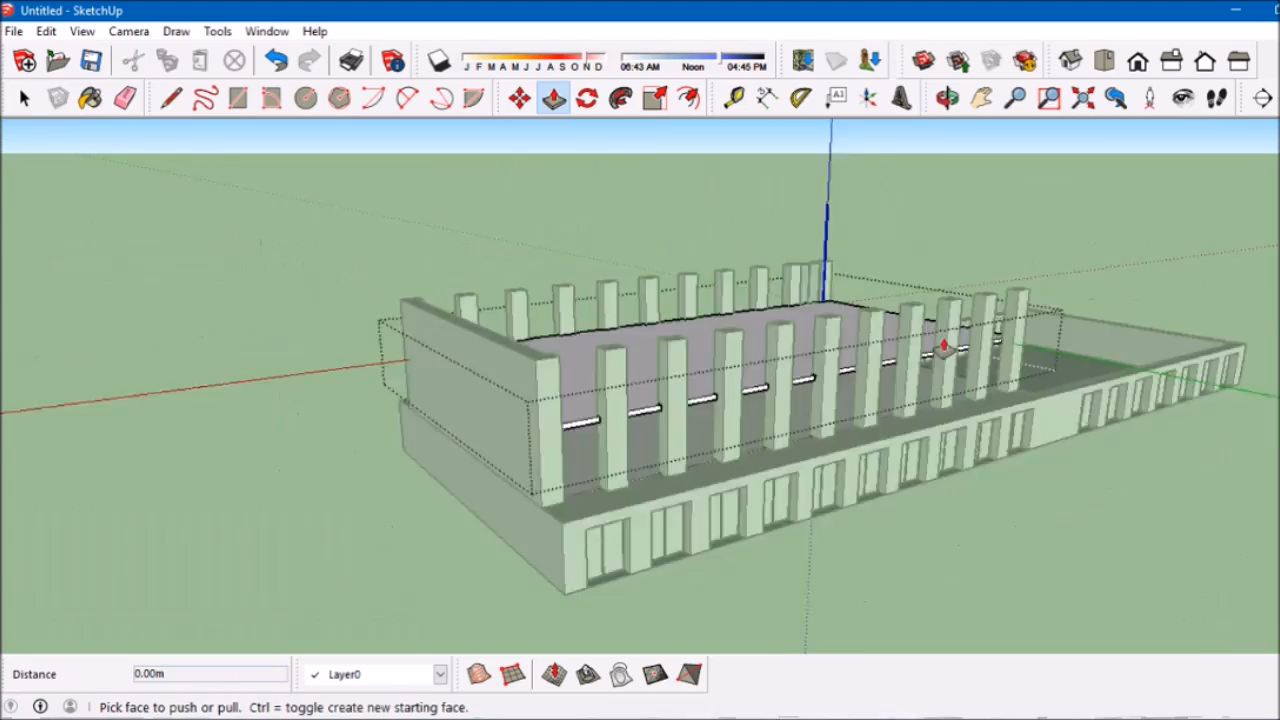 Untitled - SketchUp
File Edit View Camera Draw Tools Window Help
J F M A M J J A S O N D 06:43 AM Noon 04:45 PM
A1
Distance 0.00m Layer0
Pick face to push or pull. Ctrl = toggle create new starting face.